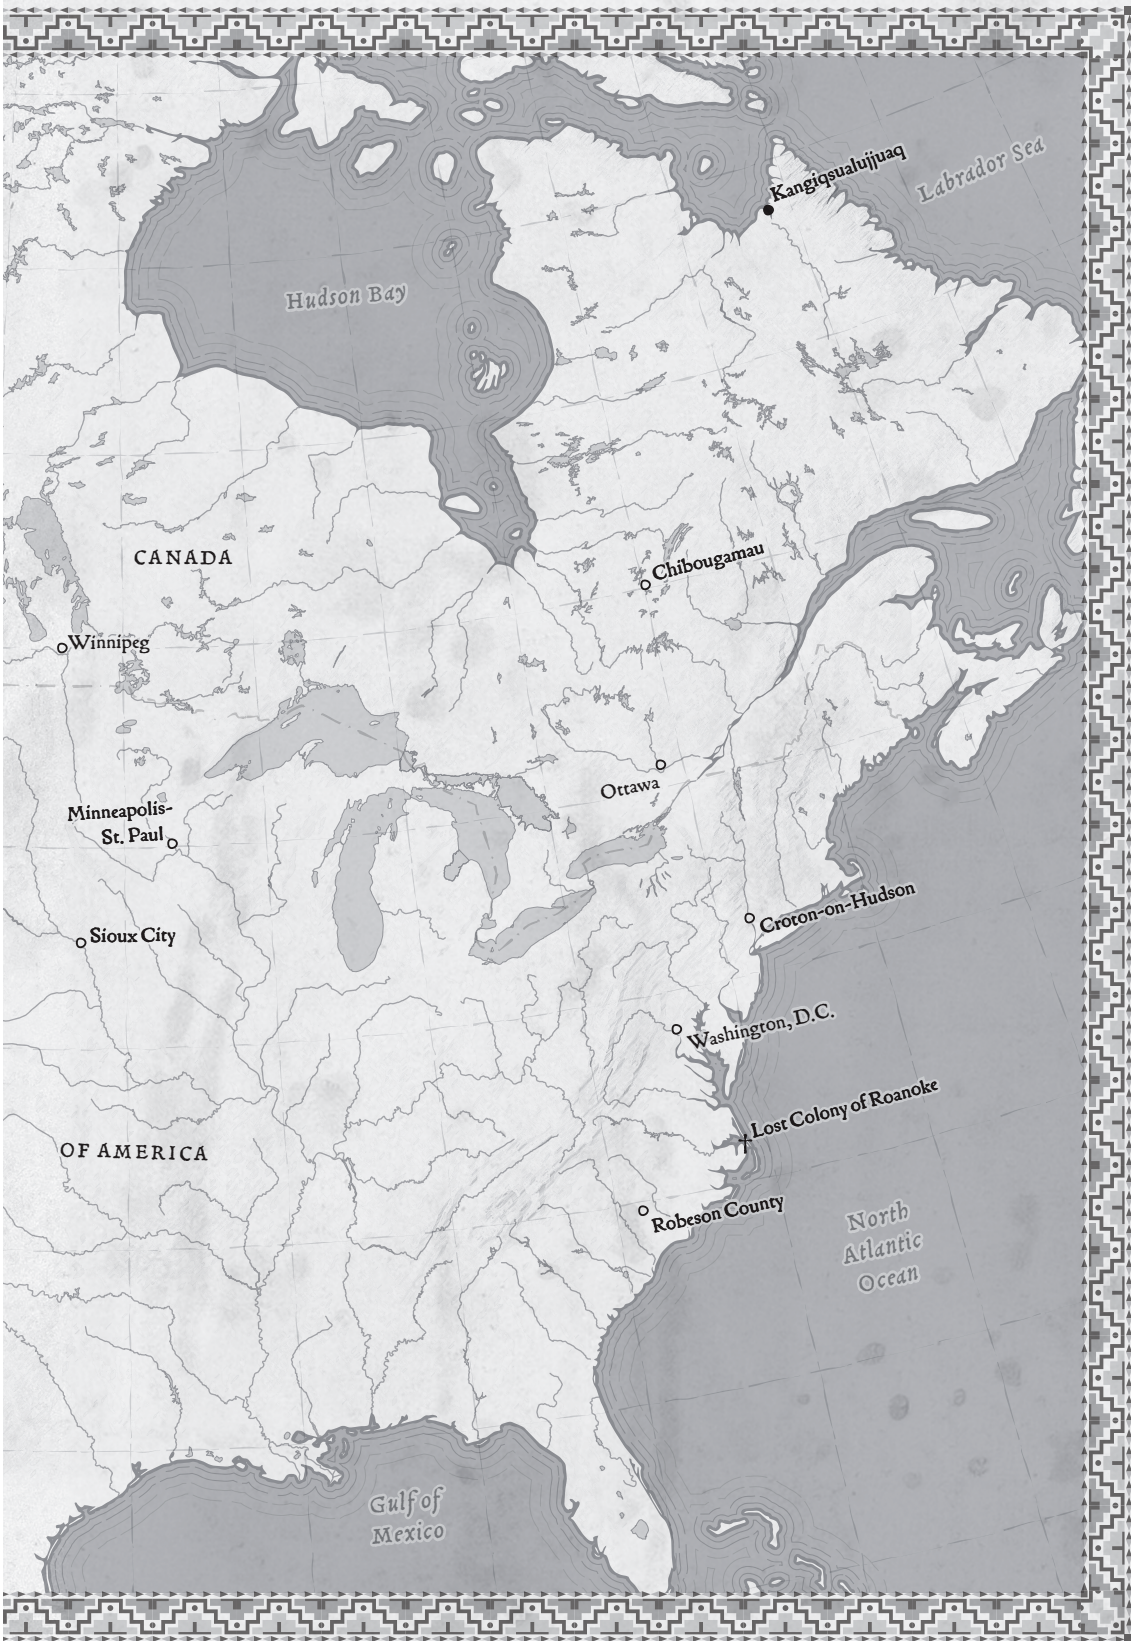 Kangiqsualujjuaq
Labrador Sea
Hudson Bay
CANADA
Chibougamau
Winnipeg
Ottawa
Minneapolis-
St. Paul
Croton-on-Hudson
Sioux City
Washington, D.C.
Lost Colony of Roanoke
OF AMERICA
Robeson County
North
Atlantic
Ocean
Gulf of
Mexico